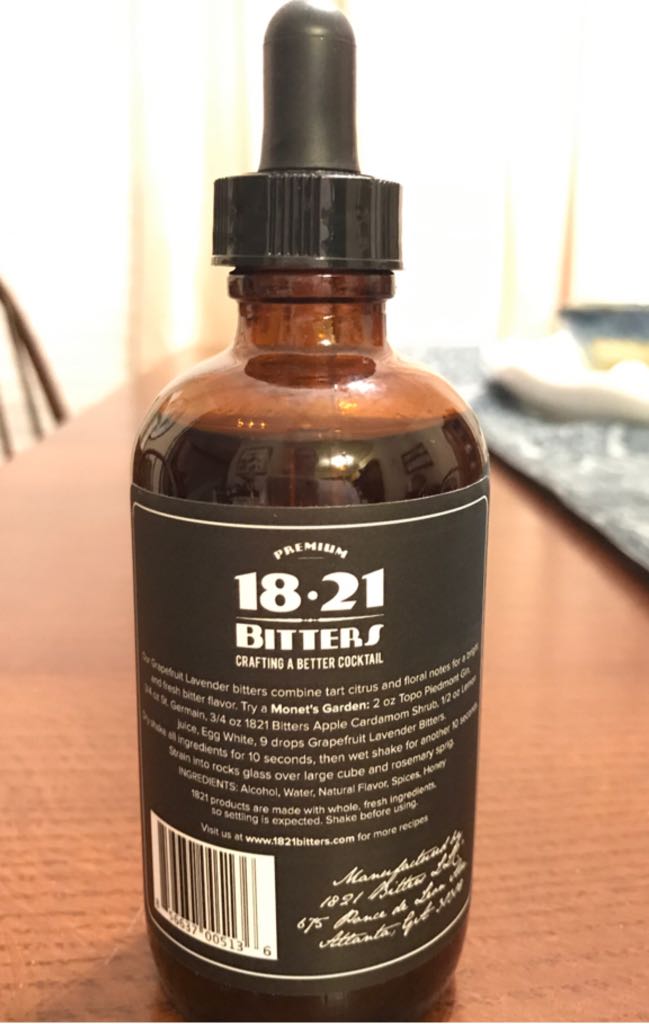 PREMIUM
18·21
BITTERS
CRAFTING A BETTER COCKTAIL
Our Grapefruit Lavender bitters combine tart citrus and floral notes for a bright
and fresh bitter flavor. Try a Monet's Garden: 2 oz Topo Piedmont Gin,
3/4 oz St. Germain, 3/4 oz 1821 Bitters Apple Cardamom Shrub, 1/2 oz Lemon
juice, Egg White, 9 drops Grapefruit Lavender Bitters.
Dry shake all ingredients for 10 seconds, then wet shake for another 10 seconds.
Strain into rocks glass over large cube and rosemary sprig.
INGREDIENTS: Alcohol, Water, Natural Flavor, Spices, Honey
1821 products are made with whole, fresh ingredients,
so settling is expected. Shake before using.
Visit us at www.1821bitters.com for more recipes
Manufactured by
1821 Bitters LLC.
675 Ponce de Leon Ave
Atlanta, GA
56637 00513 6